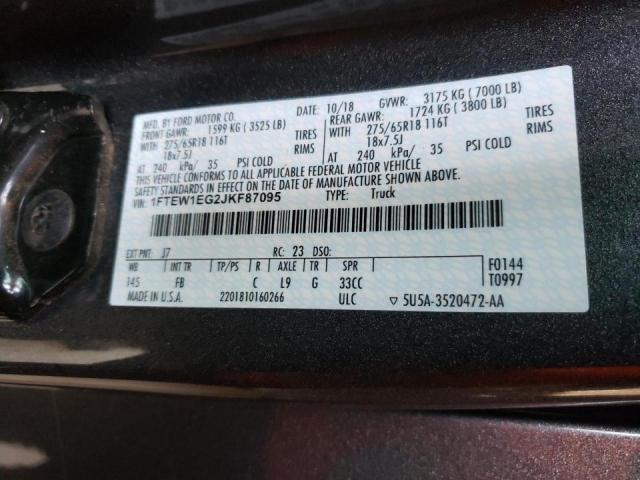 MFD. BY FORD MOTOR CO. 10/18 GVWR: 3175 KG ( 7000 LB)
FRONT GAWR: 1599 KG ( 3525 LB) REAR GAWR: 1724 KG ( 3800 LB)
WITH 275/65R18 116T TIRES WITH 275/65R18 116T TIRES
18x7.5J RIMS 18x7.5J RIMS
AT 240 kPa/ 35 PSI COLD AT 240 kPa/ 35 PSI COLD
THIS VEHICLE CONFORMS TO ALL APPLICABLE FEDERAL MOTOR VEHICLE
SAFETY STANDARDS IN EFFECT ON THE DATE OF MANUFACTURE SHOWN ABOVE.
VIN: 1FTEW1EG2JKF87095 TYPE: Truck
EXT PNT: J7 RC: 23 DSO:
WB INT TR TP/PS R AXLE TR SPR F0144
145 FB C L9 G 33CC T0997
MADE IN U.S.A. 2201810160266 ULC ▽ 5U5A-3520472-AA